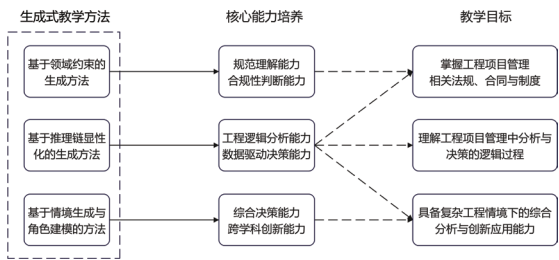 生成式教学方法
核心能力培养
教学目标
基于领域约束的
生成方法
规范理解能力
合规性判断能力
掌握工程项目管理
相关法规、合同与制度
基于推理链显性
化的生成方法
工程逻辑分析能力
数据驱动决策能力
理解工程项目管理中分析与
决策的逻辑过程
基于情境生成与
角色建模的方法
综合决策能力
跨学科创新能力
具备复杂工程情境下的综合
分析与创新应用能力